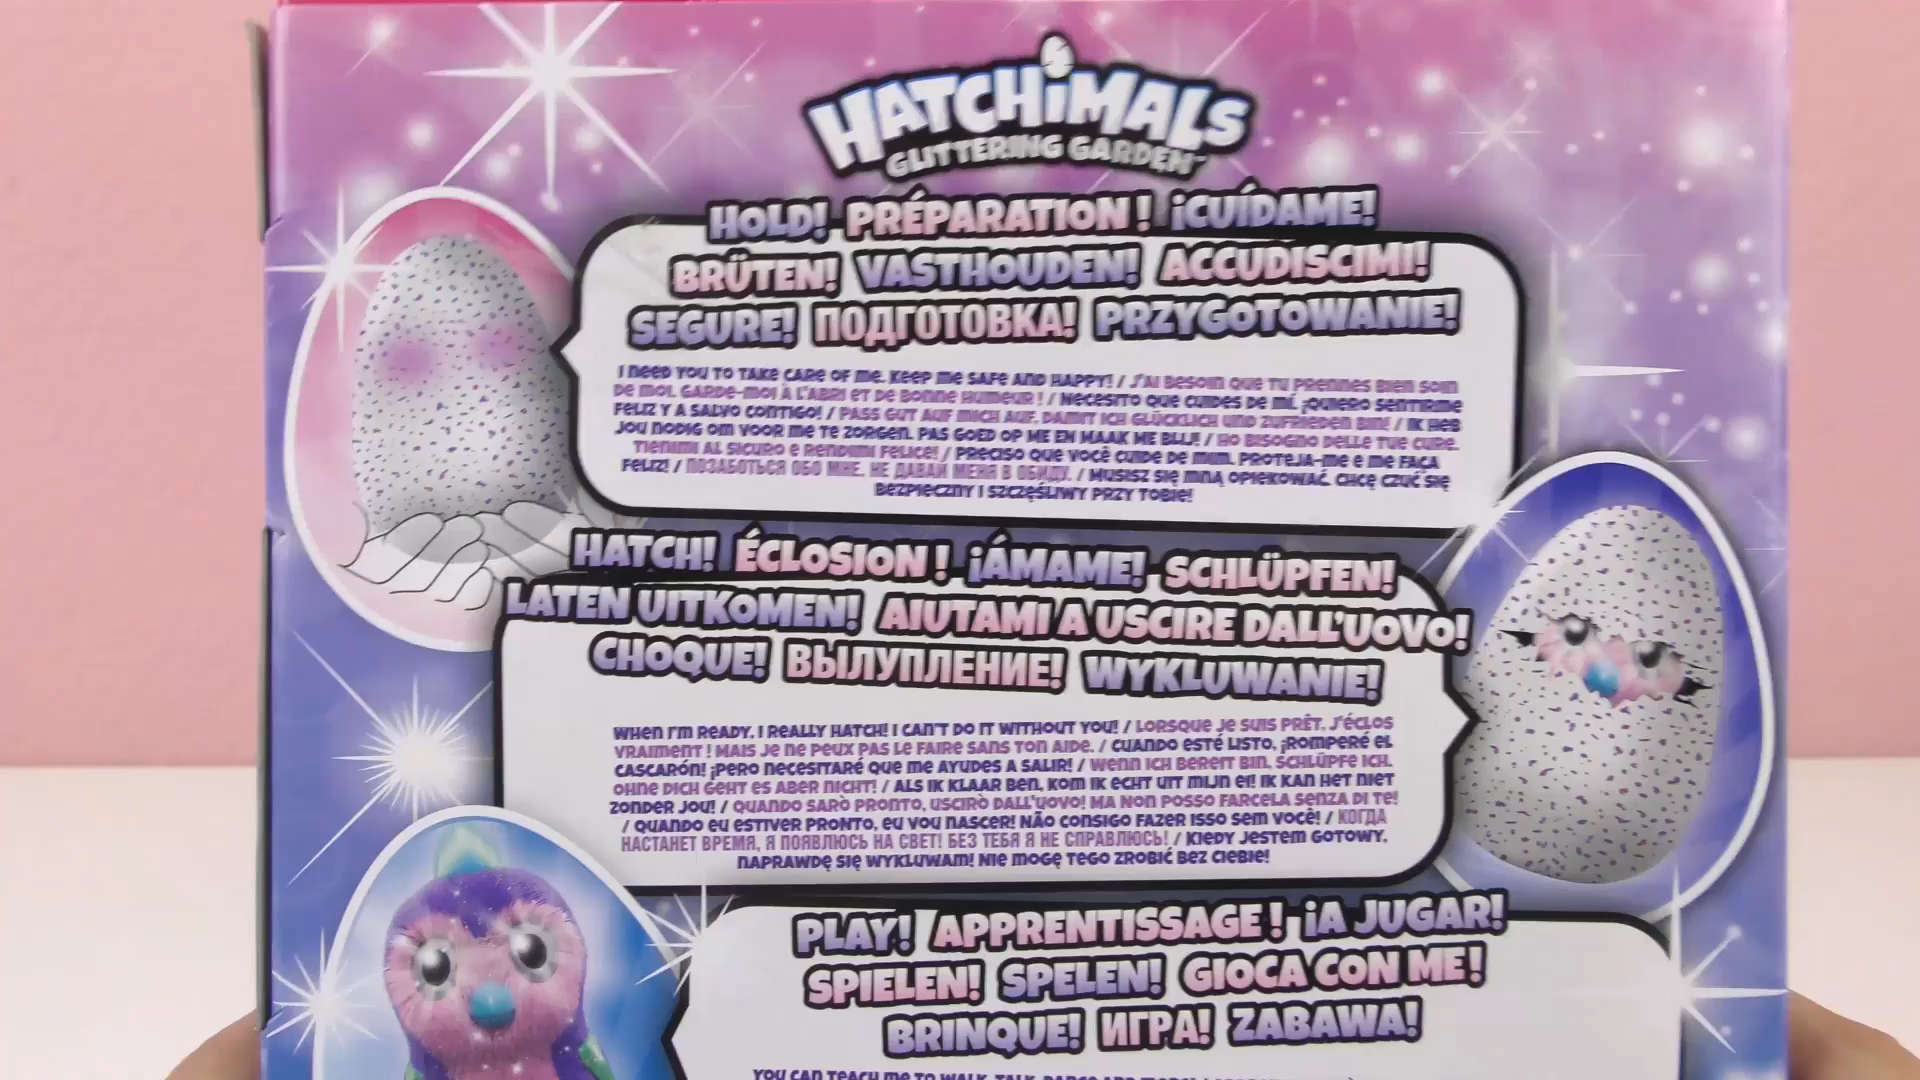 HATCHiMALS
GLITTERING GARDEN™
HOLD! PRÉPARATION ! ¡CUÍDAME!
BRÜTEN! VASTHOUDEN! ACCUDISCIMI!
SEGURE! ПОДГОТОВКА! PRZYGOTOWANIE!
I NEED YOU TO TAKE CARE OF ME. KEEP ME SAFE AND HAPPY! / J'AI BESOIN QUE TU PRENNES BIEN SOIN
DE MOI. GARDE-MOI À L'ABRI ET DE BONNE HUMEUR ! / NECESITO QUE CUIDES DE MÍ. ¡QUIERO SENTIRME
FELIZ Y A SALVO CONTIGO! / PASS GUT AUF MICH AUF, DAMIT ICH GLÜCKLICH UND ZUFRIEDEN BIN! / IK HEB
JOU NODIG OM VOOR ME TE ZORGEN. PAS GOED OP ME EN MAAK ME BLIJ! / HO BISOGNO DELLE TUE CURE.
TIENIMI AL SICURO E RENDIMI FELICE! / PRECISO QUE VOCÊ CUIDE DE MIM. PROTEJA-ME E ME FAÇA
FELIZ! / ПОЗАБОТЬСЯ ОБО МНЕ. НЕ ДАВАЙ МЕНЯ В ОБИДУ. / MUSISZ SIĘ MNĄ OPIEKOWAĆ. CHCĘ CZUĆ SIĘ
BEZPIECZNY I SZCZĘŚLIWY PRZY TOBIE!
HATCH! ÉCLOSION ! ¡ÁMAME! SCHLÜPFEN!
LATEN UITKOMEN! AIUTAMI A USCIRE DALL'UOVO!
CHOQUE! ВЫЛУПЛЕНИЕ! WYKLUWANIE!
WHEN I'M READY, I REALLY HATCH! I CAN'T DO IT WITHOUT YOU! / LORSQUE JE SUIS PRÊT, J'ÉCLOS
VRAIMENT ! MAIS JE NE PEUX PAS LE FAIRE SANS TON AIDE. / CUANDO ESTÉ LISTO, ¡ROMPERÉ EL
CASCARÓN! ¡PERO NECESITARÉ QUE ME AYUDES A SALIR! / WENN ICH BEREIT BIN, SCHLÜPFE ICH.
OHNE DICH GEHT ES ABER NICHT! / ALS IK KLAAR BEN, KOM IK ECHT UIT MIJN EI! IK KAN HET NIET
ZONDER JOU! / QUANDO SARÒ PRONTO, USCIRÒ DALL'UOVO! MA NON POSSO FARCELA SENZA DI TE!
/ QUANDO EU ESTIVER PRONTO, EU VOU NASCER! NÃO CONSIGO FAZER ISSO SEM VOCÊ! / КОГДА
НАСТАНЕТ ВРЕМЯ, Я ПОЯВЛЮСЬ НА СВЕТ! БЕЗ ТЕБЯ Я НЕ СПРАВЛЮСЬ! / KIEDY JESTEM GOTOWY,
NAPRAWDĘ SIĘ WYKLUWAM! NIE MOGĘ TEGO ZROBIĆ BEZ CIEBIE!
PLAY! APPRENTISSAGE ! ¡A JUGAR!
SPIELEN! SPELEN! GIOCA CON ME!
BRINQUE! ИГРА! ZABAWA!
YOU CAN TEACH ME TO WALK, TALK, DANCE AND MORE!